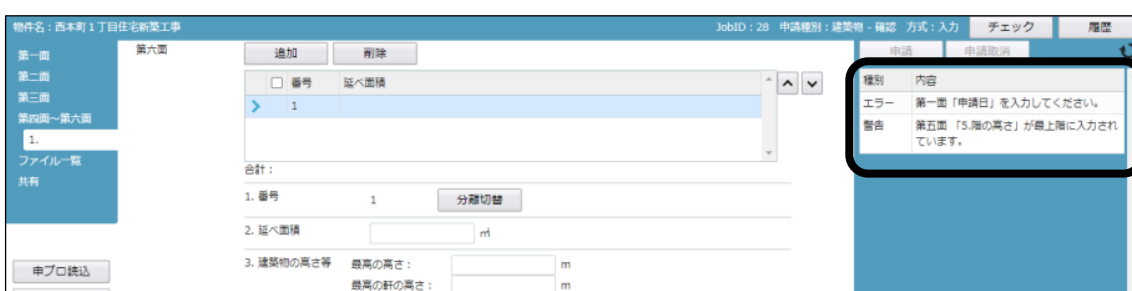 物件名：西本町１丁目住宅新築工事
JobID：28 申請種別：建築物 - 確認 方式：入力 チェック 履歴
第一面
第二面
第三面
第四面～第六面
1.
ファイル一覧
共有
申プロ読込
第六面
追加 削除
番号 延べ面積
1
合計：
1. 番号 1 分離切替
2. 延べ面積 ㎡
3. 建築物の高さ等 最高の高さ： m
最高の軒の高さ： m
申請 申請取消
種別 内容
エラー 第一面「申請日」を入力してください。
警告 第五面 「5.階の高さ」が最上階に入力され
ています。